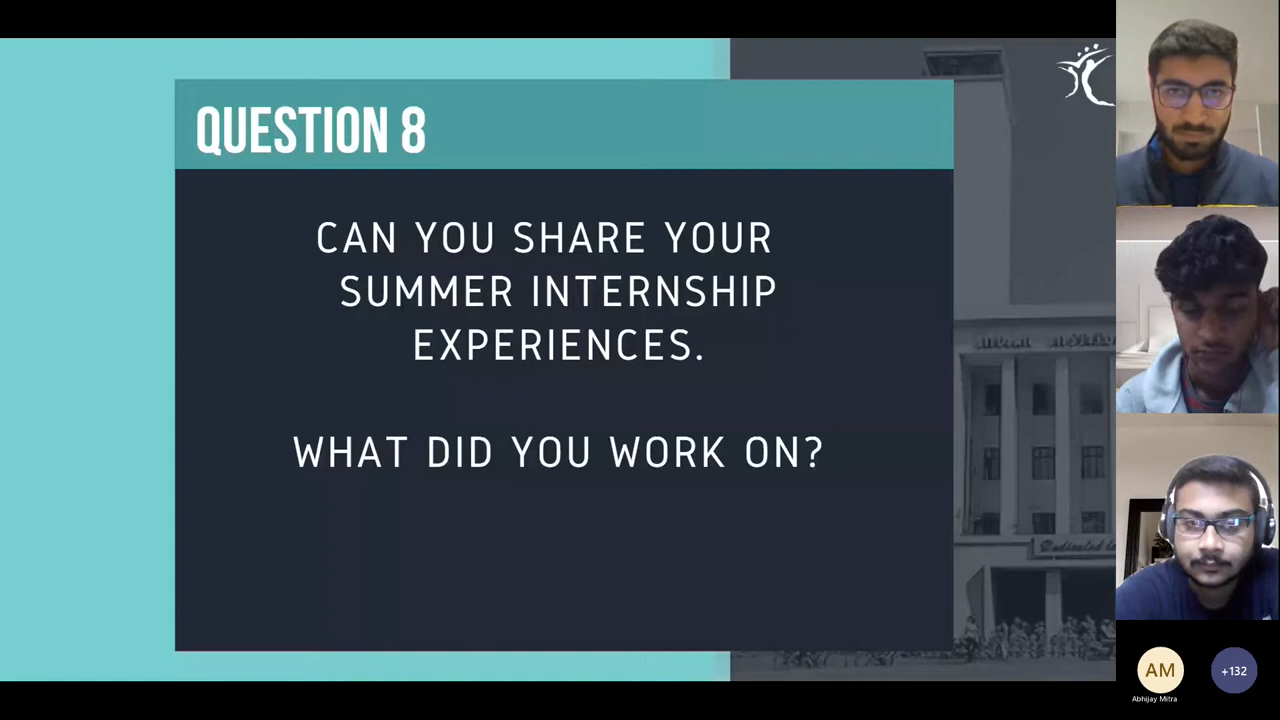 QUESTION 8
CAN YOU SHARE YOUR
SUMMER INTERNSHIP
EXPERIENCES.
WHAT DID YOU WORK ON?
AM
+132
Abhijay Mitra